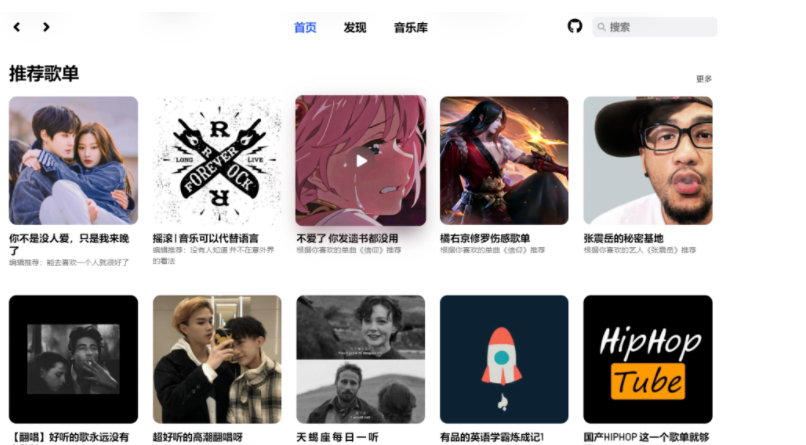 首页 发现 音乐库 搜索
推荐歌单 更多
R
LONG LIVE
FOREVER
ROCK
R
你不是没人爱，只是我来晚了
编辑推荐：能去喜欢一个人就很好了
摇滚 | 音乐可以代替语言
编辑推荐：没有人知道 并不在意外界的看法
不爱了 你发遗书都没用
根据你喜欢的单曲《信仰》推荐
橘右京修罗伤感歌单
根据你喜欢的单曲《信仰》推荐
张震岳的秘密基地
根据你喜欢的艺人《张震岳》推荐
HipHop
Tube
【翻唱】好听的歌永远没有
超好听的高潮翻唱呀
天 蝎 座 每 日 一 听
有品的英语学霸炼成记1
国产HIPHOP 这一个歌单就够